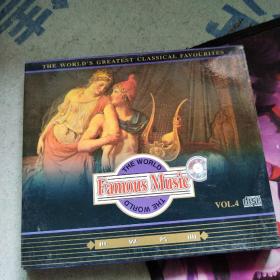 THE WORLD'S GREATEST CLASSICAL FAVOURITES
THE WORLD
Famous Music
THE WORLD
VOL.4